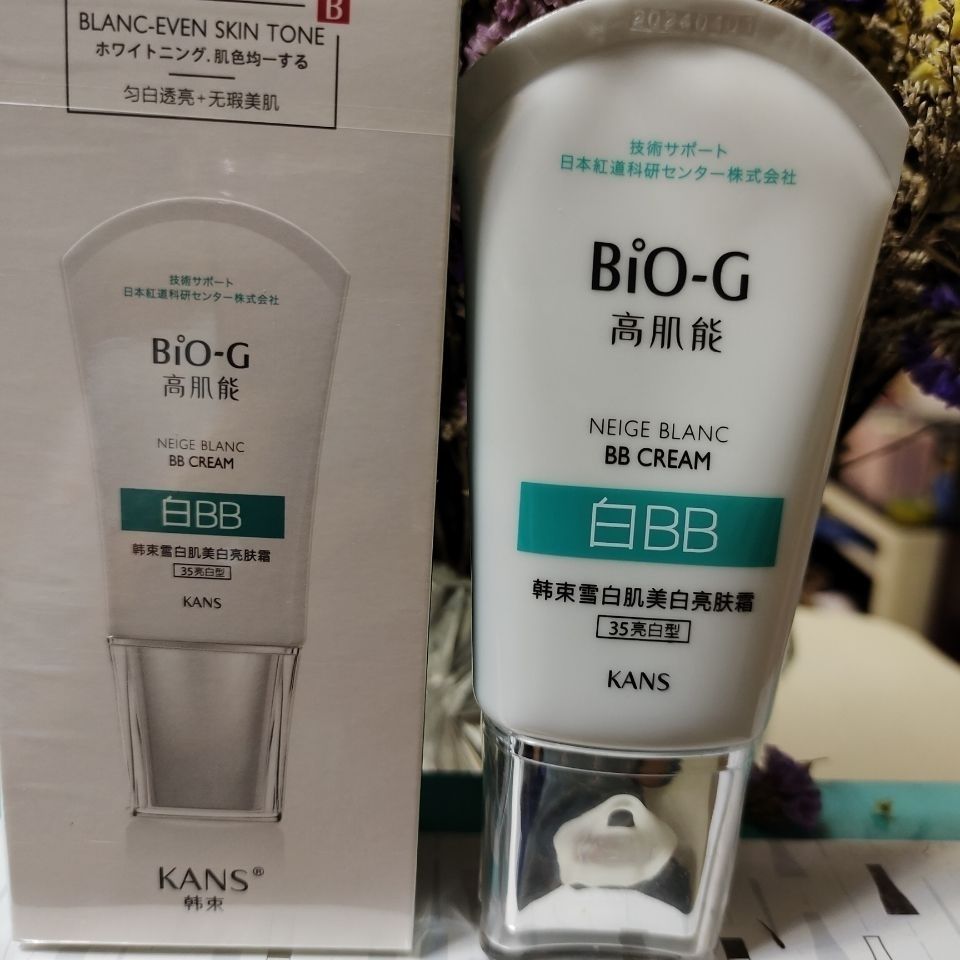 B
BLANC-EVEN SKIN TONE
ホワイトニング.肌色均一する
匀白透亮+无瑕美肌
技術サポート
日本紅道科研センター株式会社
BiO-G
高肌能
NEIGE BLANC
BB CREAM
白BB
韩束雪白肌美白亮肤霜
35亮白型
KANS
KANS®
韩束
20240401
技術サポート
日本紅道科研センター株式会社
BiO-G
高肌能
NEIGE BLANC
BB CREAM
白BB
韩束雪白肌美白亮肤霜
35亮白型
KANS